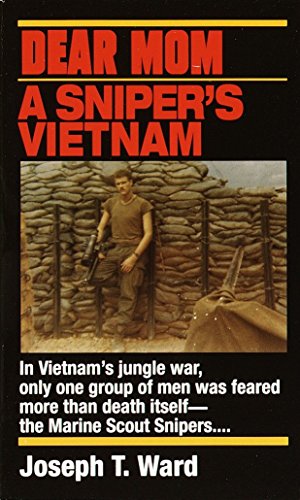 DEAR MOM
A SNIPER'S
VIETNAM
In Vietnam's jungle war,
only one group of men was feared
more than death itself—
the Marine Scout Snipers....
Joseph T. Ward